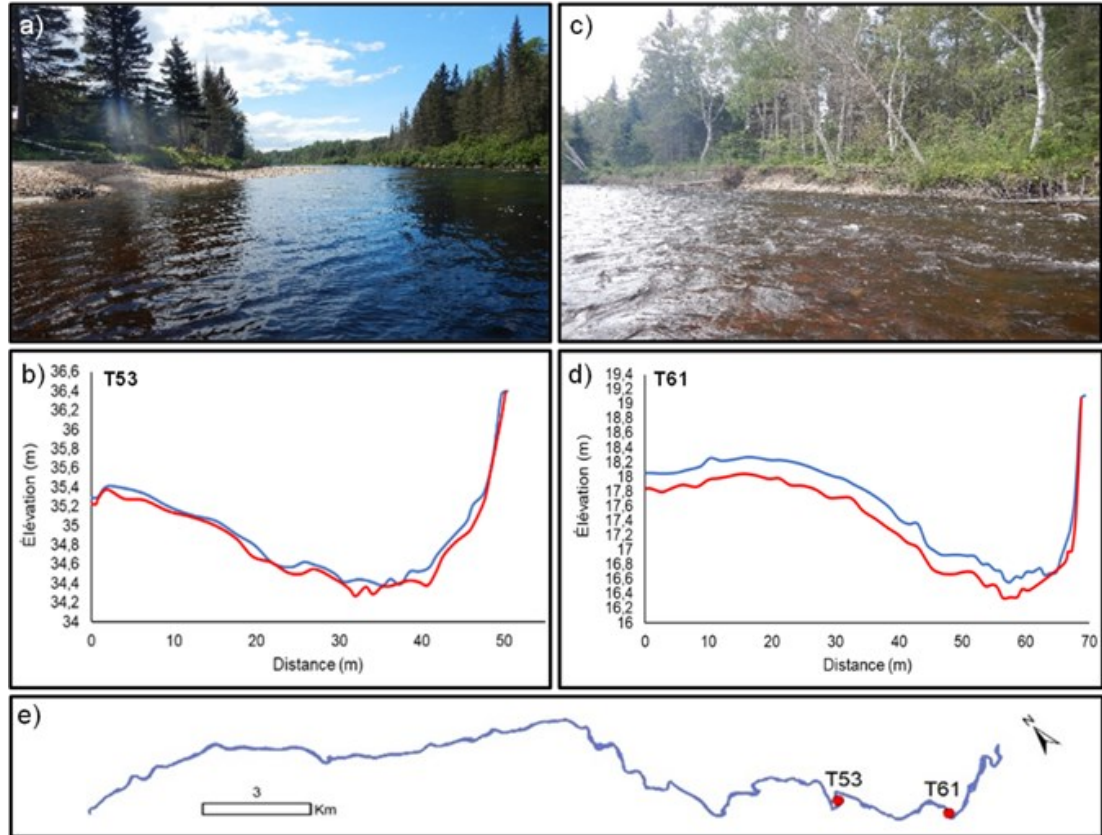 a)
c)
b) T53
36,6
36,4
36,2
36
35,8
35,6
35,4
35,2
35
34,8
34,6
34,4
34,2
34
Élévation (m)
0 10 20 30 40 50
Distance (m)
d) T61
19,4
19,2
19
18,8
18,6
18,4
18,2
18
17,8
17,6
17,4
17,2
17
16,8
16,6
16,4
16,2
16
Élévation (m)
0 10 20 30 40 50 60 70
Distance (m)
e)
N
T53
T61
3
Km